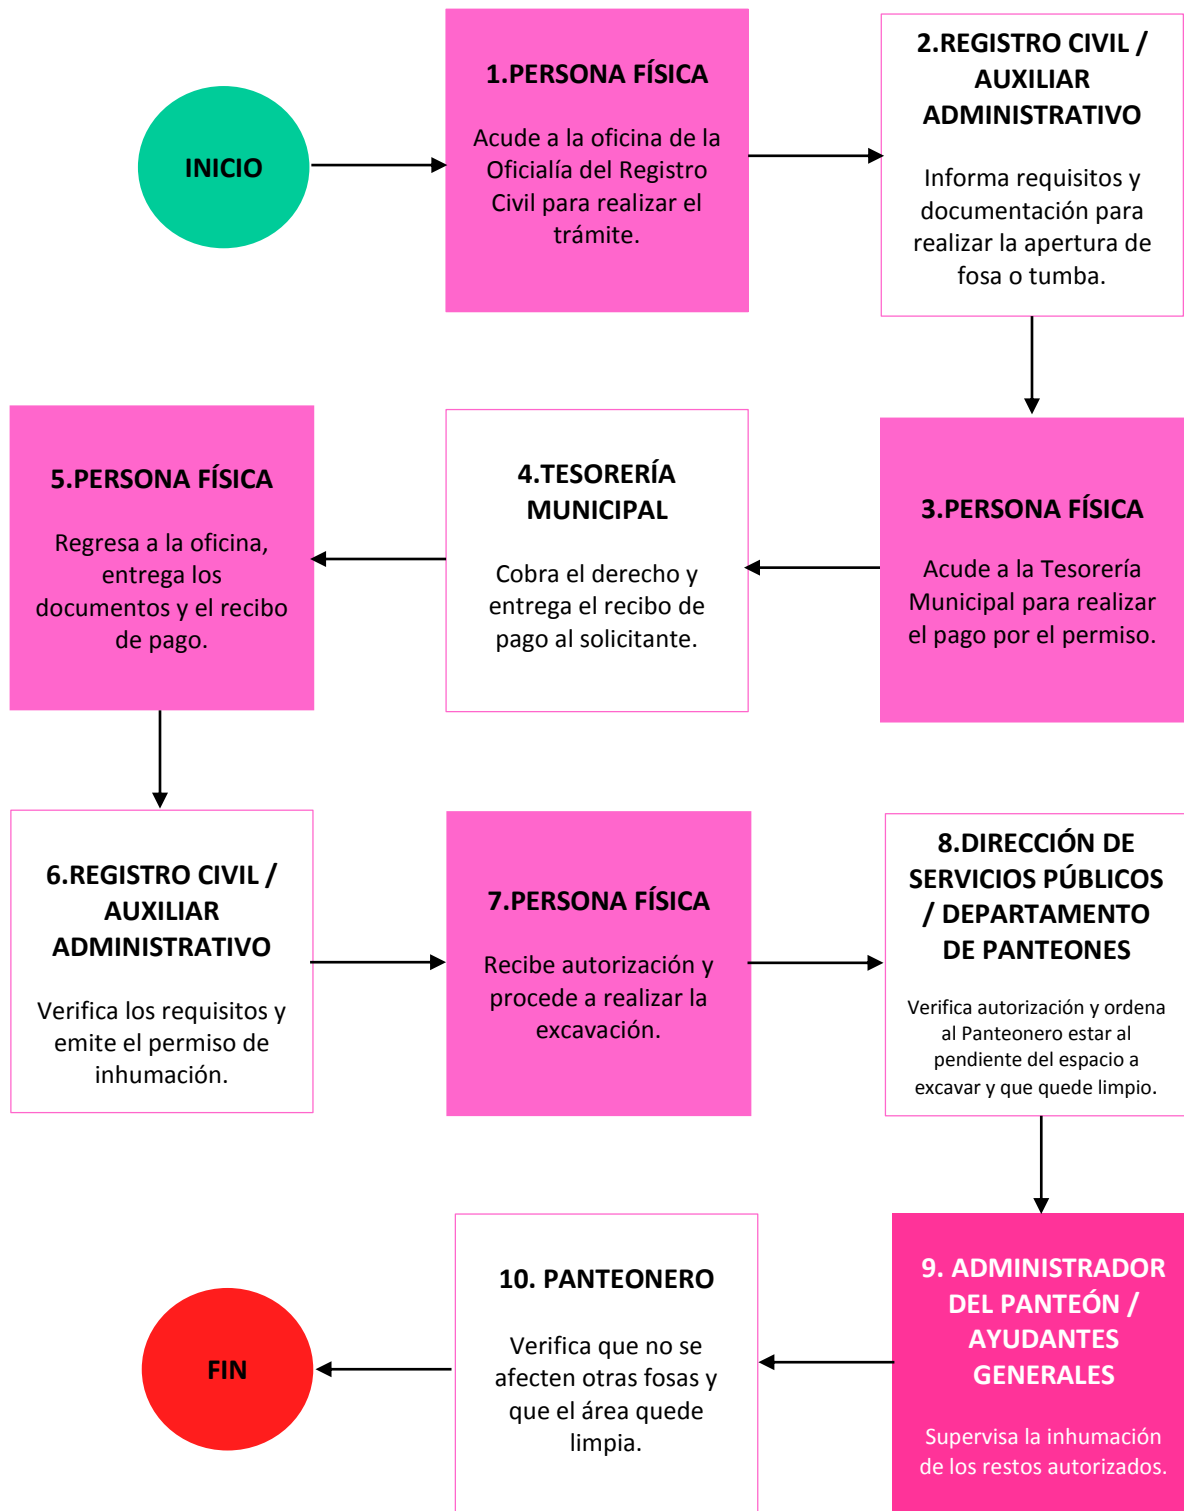 INICIO
1.PERSONA FÍSICA
Acude a la oficina de la
Oficialía del Registro
Civil para realizar el
trámite.
2.REGISTRO CIVIL /
AUXILIAR
ADMINISTRATIVO
Informa requisitos y
documentación para
realizar la apertura de
fosa o tumba.
3.PERSONA FÍSICA
Acude a la Tesorería
Municipal para realizar
el pago por el permiso.
4.TESORERÍA
MUNICIPAL
Cobra el derecho y
entrega el recibo de
pago al solicitante.
5.PERSONA FÍSICA
Regresa a la oficina,
entrega los
documentos y el recibo
de pago.
6.REGISTRO CIVIL /
AUXILIAR
ADMINISTRATIVO
Verifica los requisitos y
emite el permiso de
inhumación.
7.PERSONA FÍSICA
Recibe autorización y
procede a realizar la
excavación.
8.DIRECCIÓN DE
SERVICIOS PÚBLICOS
/ DEPARTAMENTO
DE PANTEONES
Verifica autorización y ordena
al Panteonero estar al
pendiente del espacio a
excavar y que quede limpio.
9. ADMINISTRADOR
DEL PANTEÓN /
AYUDANTES
GENERALES
Supervisa la inhumación
de los restos autorizados.
10. PANTEONERO
Verifica que no se
afecten otras fosas y
que el área quede
limpia.
FIN